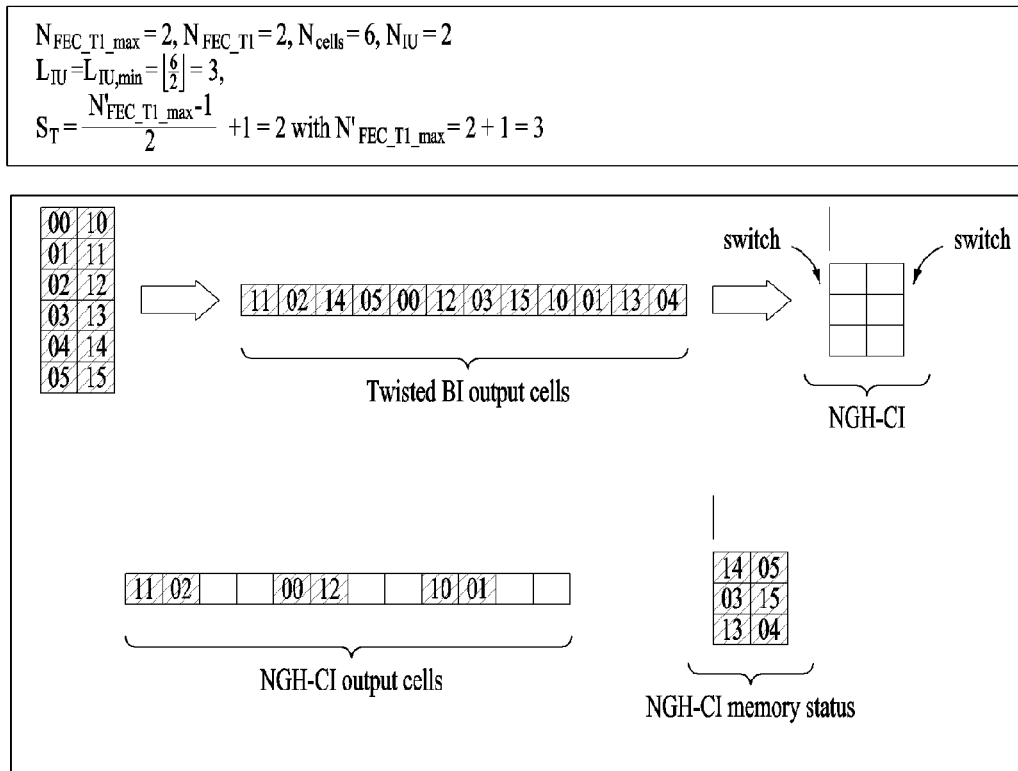 N_FEC_T1_max = 2, N_FEC_T1 = 2, N_cells = 6, N_IU = 2
L_IU = L_IU,min = ⌊6/2⌋ = 3,
S_T = (N'_FEC_T1_max - 1)/2 + 1 = 2 with N'_FEC_T1_max = 2 + 1 = 3
00 10
01 11
02 12
03 13
04 14
05 15
11 02 14 05 00 12 03 15 10 01 13 04
Twisted BI output cells
switch
switch
NGH-CI
11 02 00 12 10 01
NGH-CI output cells
14 05
03 15
13 04
NGH-CI memory status